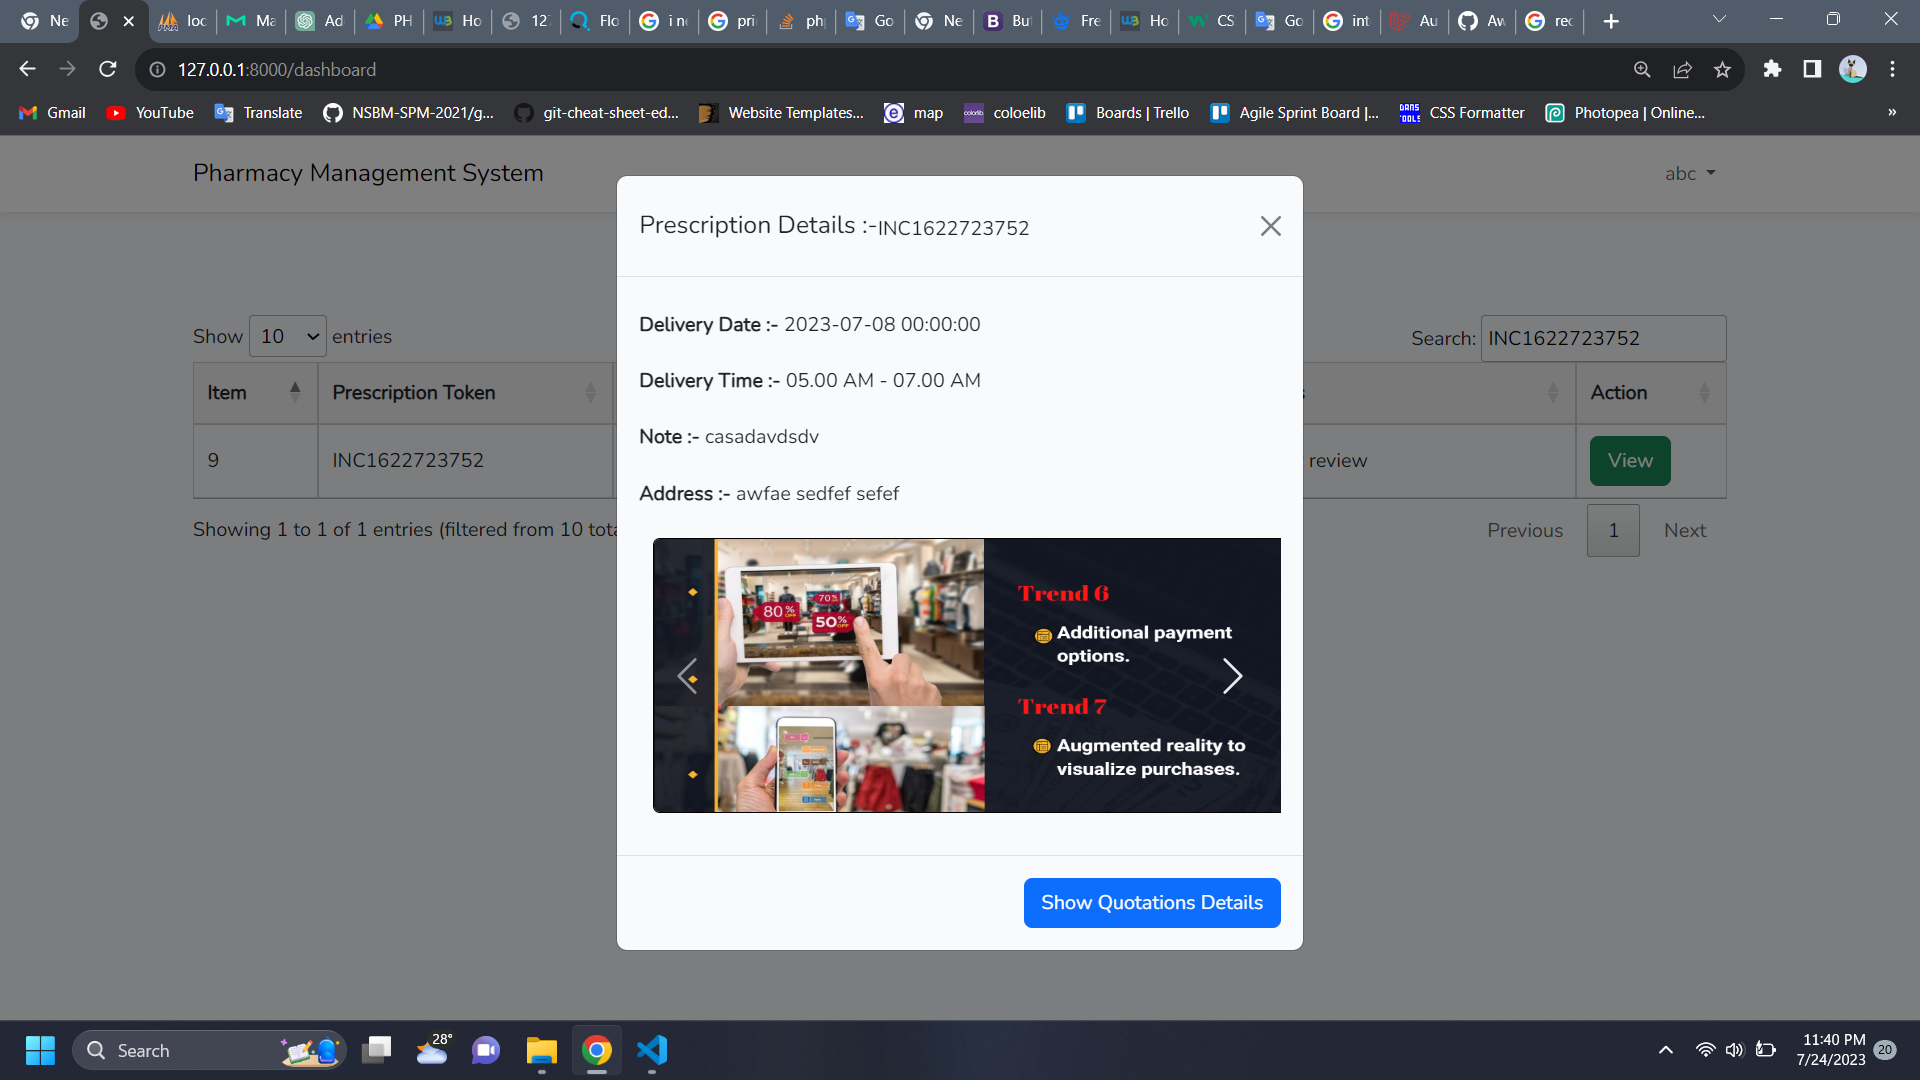 Ne
loc
Ma
Ad
PH
Ho
127
Flo
i ne
pri
php
Go
Ne
But
Fre
Ho
CS
Go
int
Au
Aw
rec
127.0.0.1:8000/dashboard
Gmail
YouTube
Translate
NSBM-SPM-2021/g...
git-cheat-sheet-ed...
Website Templates...
map
coloelib
Boards | Trello
Agile Sprint Board |...
CSS Formatter
Photopea | Online...
»
Pharmacy Management System
abc
Prescription Details :-INC1622723752
Delivery Date :- 2023-07-08 00:00:00
Delivery Time :- 05.00 AM - 07.00 AM
Note :- casadavdsdv
Address :- awfae sedfef sefef
80%
OFF
70%
50%
OFF
Trend 6
Additional payment
options.
Trend 7
Augmented reality to
visualize purchases.
Show Quotations Details
Show 10 entries
Search: INC1622723752
Item Prescription Token Action
9 INC1622723752 review View
Showing 1 to 1 of 1 entries (filtered from 10 tota
Previous 1 Next
Search
28°
11:40 PM
7/24/2023
20